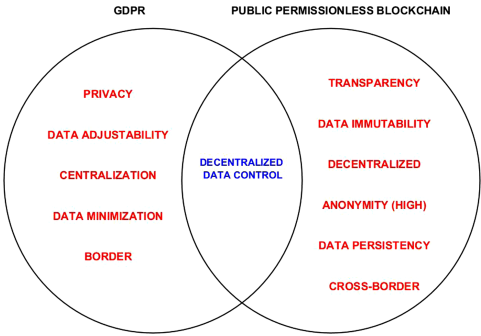 GDPR
PUBLIC PERMISSIONLESS BLOCKCHAIN
PRIVACY
DATA ADJUSTABILITY
CENTRALIZATION
DATA MINIMIZATION
BORDER
DECENTRALIZED
DATA CONTROL
TRANSPARENCY
DATA IMMUTABILITY
DECENTRALIZED
ANONYMITY (HIGH)
DATA PERSISTENCY
CROSS-BORDER